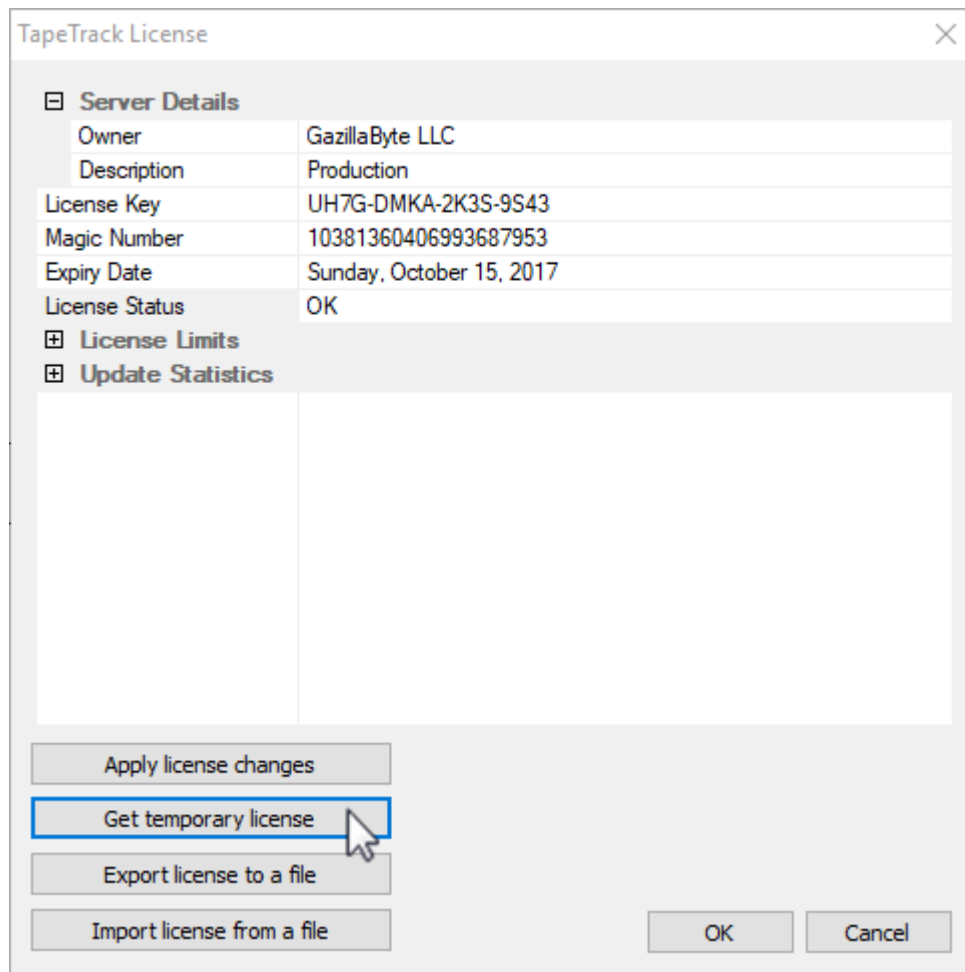 TapeTrack License
Server Details
Owner GazillaByte LLC
Description Production
License Key UH7G-DMKA-2K3S-9S43
Magic Number 10381360406993687953
Expiry Date Sunday, October 15, 2017
License Status OK
License Limits
Update Statistics
Apply license changes
Get temporary license
Export license to a file
Import license from a file
OK Cancel